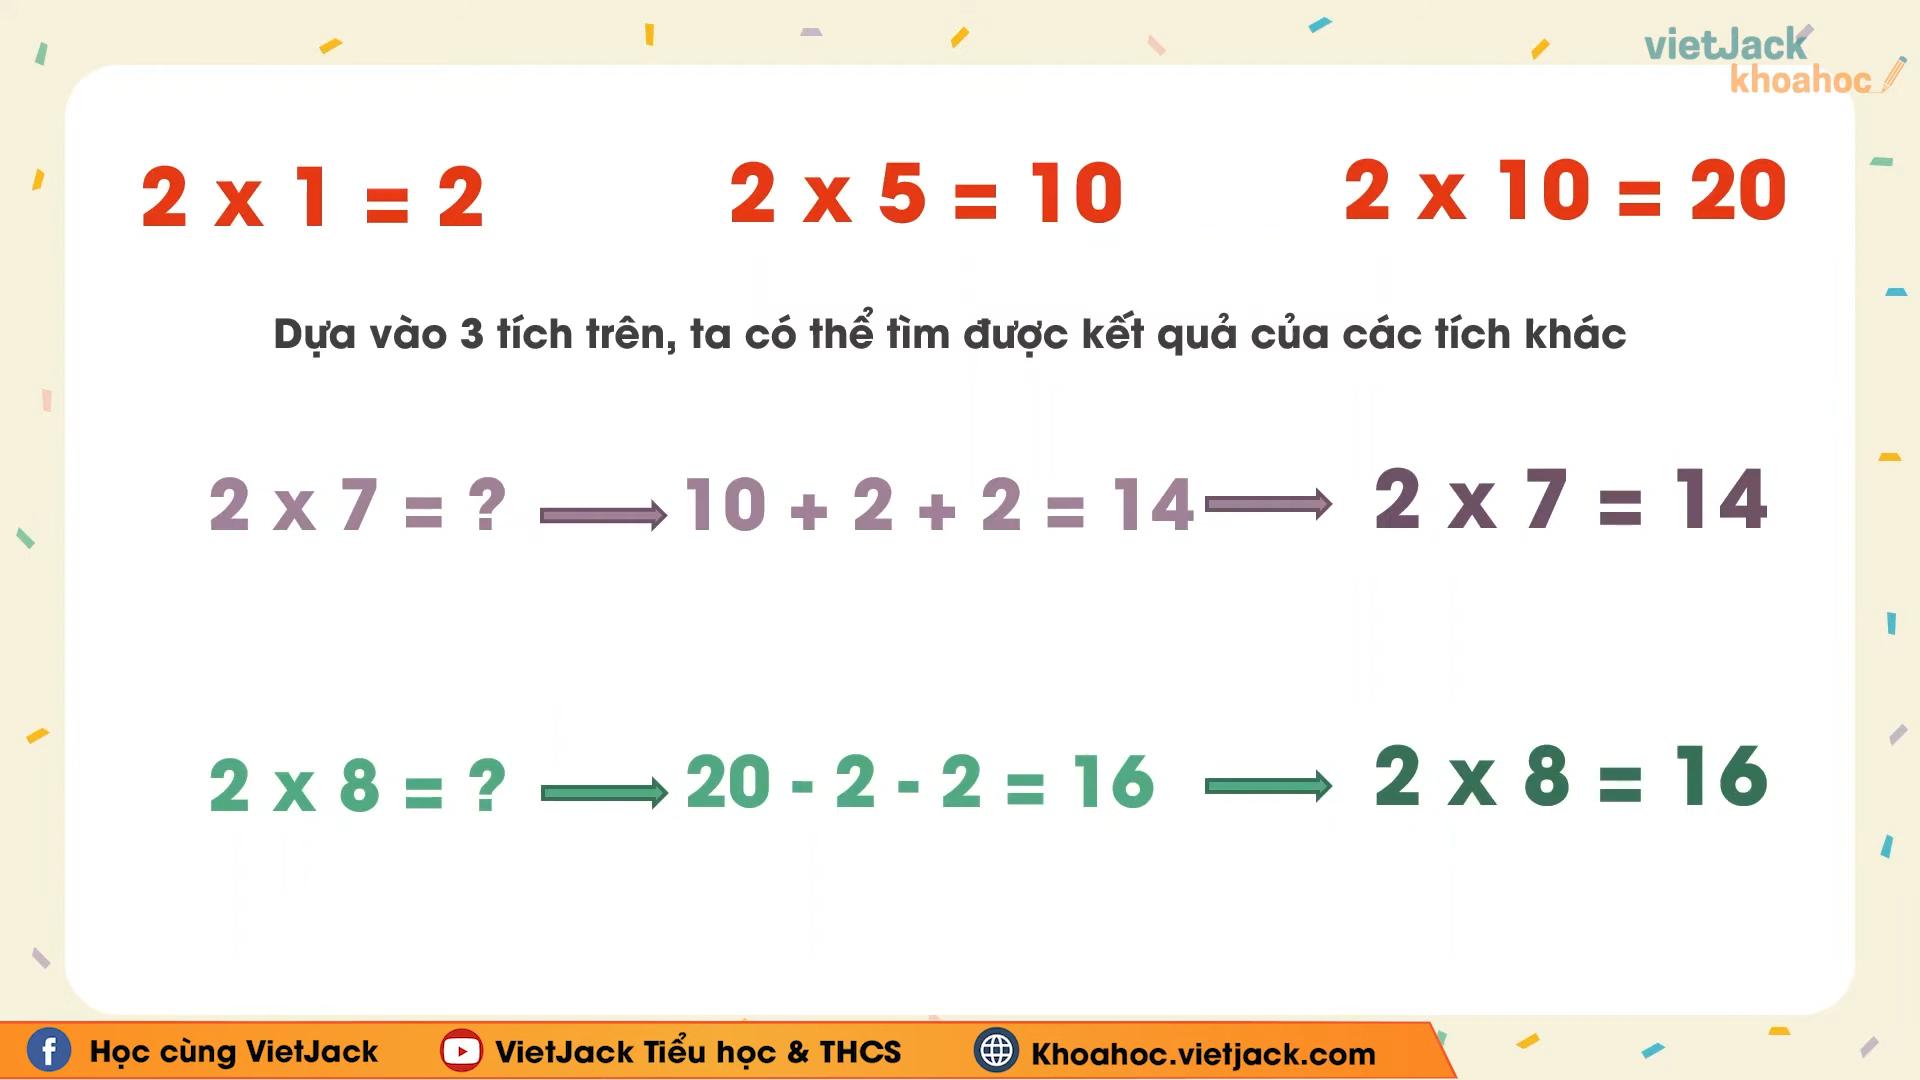 vietJack
khoahoc
2 x 1 = 2
2 x 5 = 10
2 x 10 = 20
Dựa vào 3 tích trên, ta có thể tìm được kết quả của các tích khác
2 x 7 = ?
10 + 2 + 2 = 14
2 x 7 = 14
2 x 8 = ?
20 - 2 - 2 = 16
2 x 8 = 16
Học cùng VietJack
VietJack Tiểu học & THCS
Khoahoc.vietjack.com